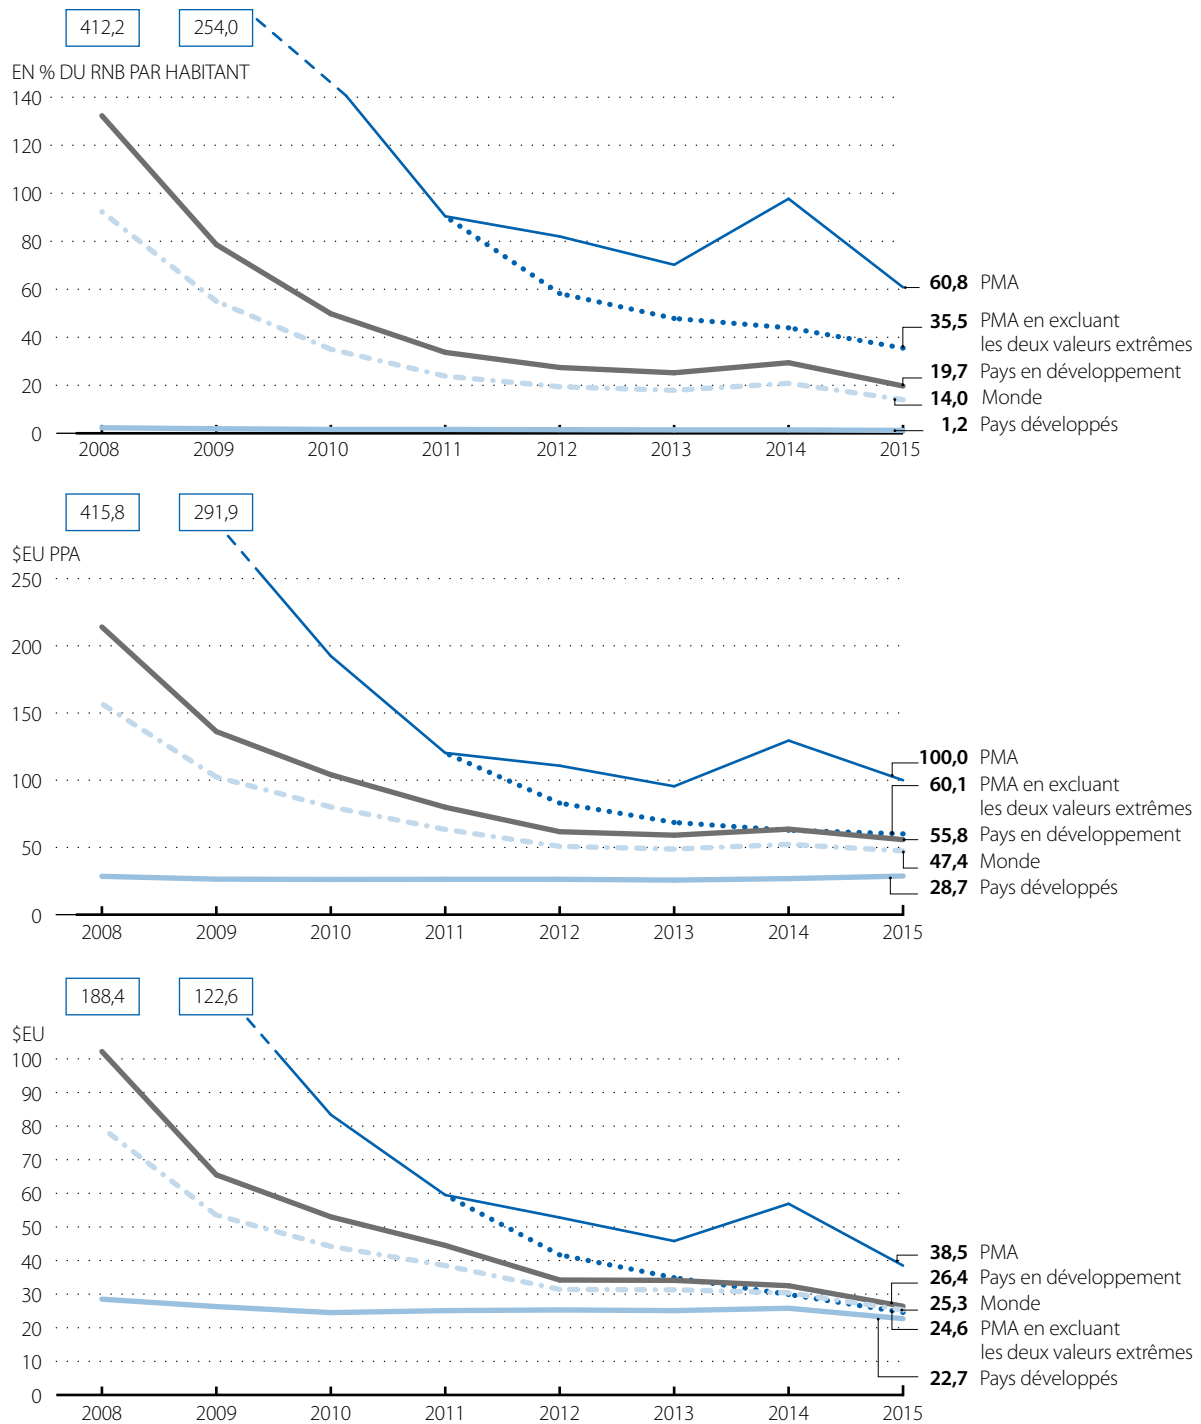 412,2 254,0
EN % DU RNB PAR HABITANT
140
120
100
80
60
40
20
0
60,8 PMA
35,5 PMA en excluant
les deux valeurs extrêmes
19,7 Pays en développement
14,0 Monde
1,2 Pays développés
2008 2009 2010 2011 2012 2013 2014 2015
415,8 291,9
$EU PPA
250
200
150
100
50
0
100,0 PMA
60,1 PMA en excluant
les deux valeurs extrêmes
55,8 Pays en développement
47,4 Monde
28,7 Pays développés
2008 2009 2010 2011 2012 2013 2014 2015
188,4 122,6
$EU
100
90
80
70
60
50
40
30
20
10
0
38,5 PMA
26,4 Pays en développement
25,3 Monde
24,6 PMA en excluant
les deux valeurs extrêmes
22,7 Pays développés
2008 2009 2010 2011 2012 2013 2014 2015